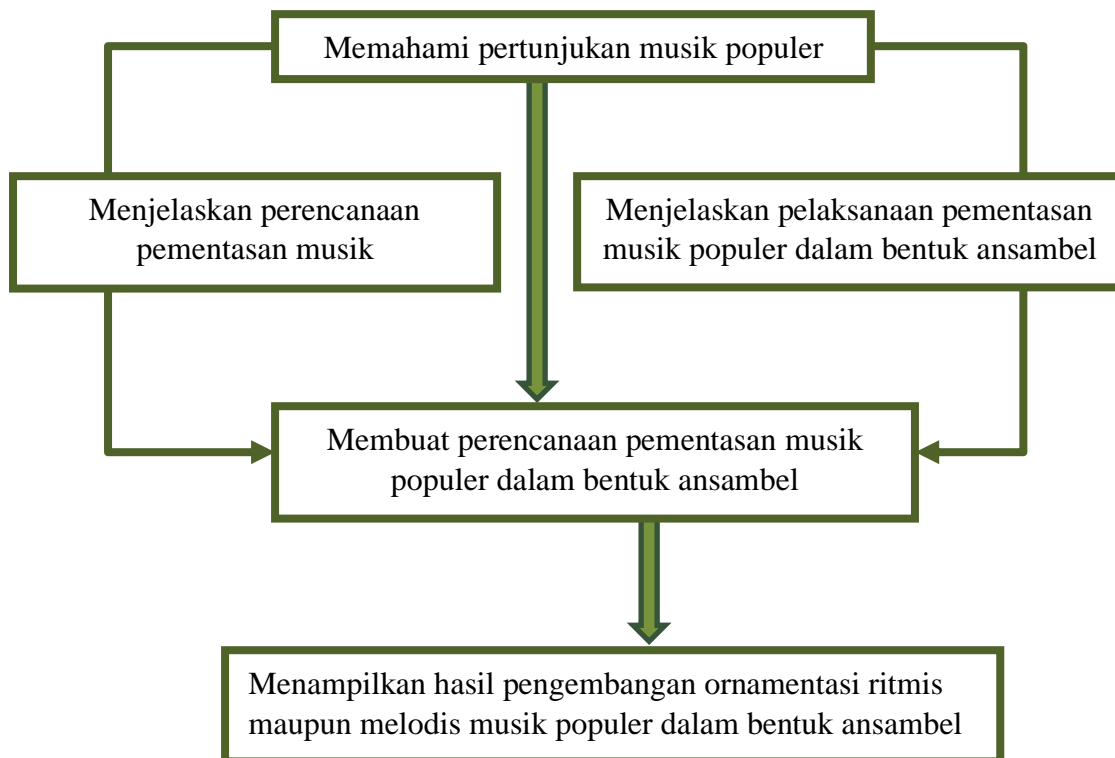 Memahami pertunjukan musik populer
Menjelaskan perencanaan
pementasan musik
Menjelaskan pelaksanaan pementasan
musik populer dalam bentuk ansambel
Membuat perencanaan pementasan musik
populer dalam bentuk ansambel
Menampilkan hasil pengembangan ornamentasi ritmis
maupun melodis musik populer dalam bentuk ansambel